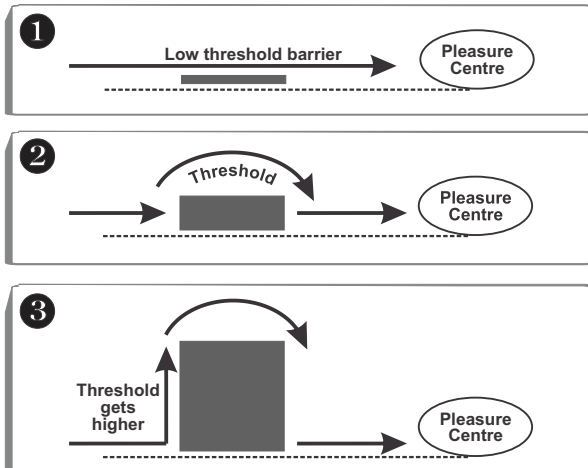 1
Low threshold barrier
Pleasure
Centre
2
Threshold
Pleasure
Centre
3
Threshold
gets
higher
Pleasure
Centre